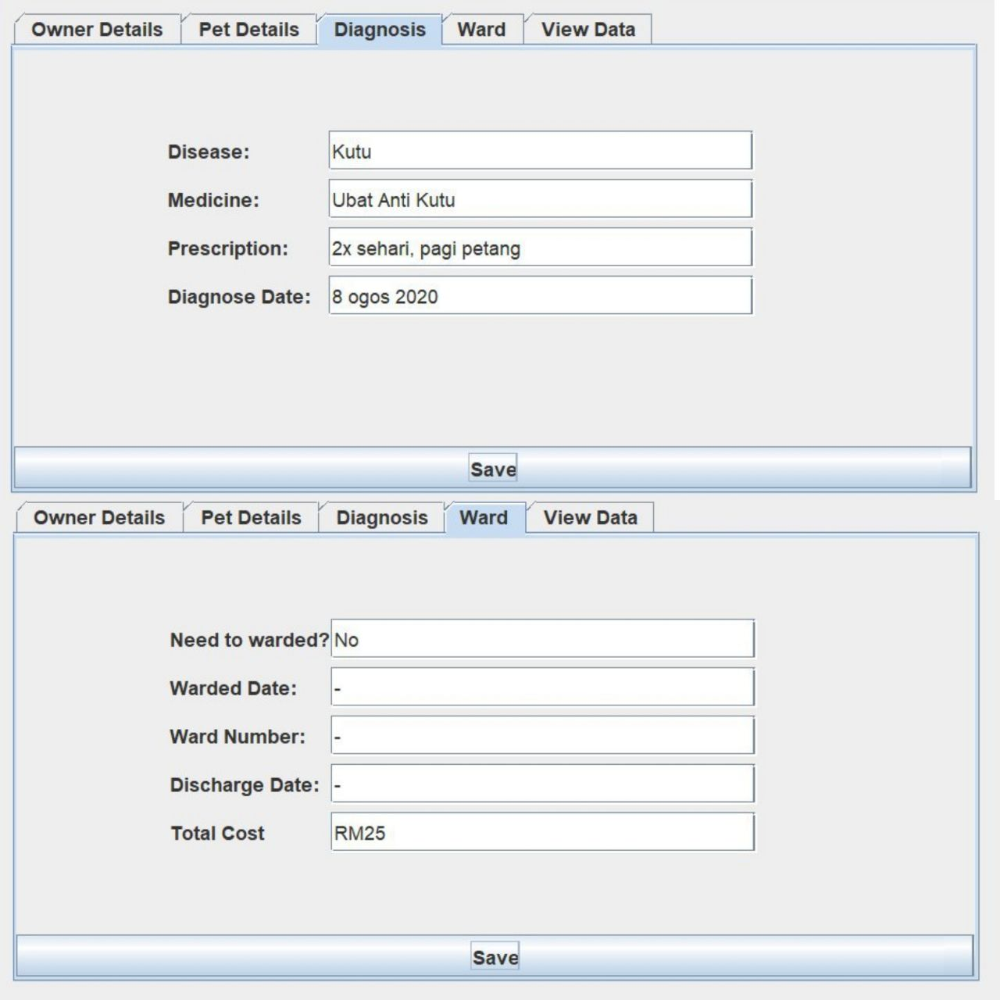 Owner Details Pet Details Diagnosis Ward View Data
Disease: Kutu
Medicine: Ubat Anti Kutu
Prescription: 2x sehari, pagi petang
Diagnose Date: 8 ogos 2020
Save
Owner Details Pet Details Diagnosis Ward View Data
Need to warded? No
Warded Date: -
Ward Number: -
Discharge Date: -
Total Cost RM25
Save